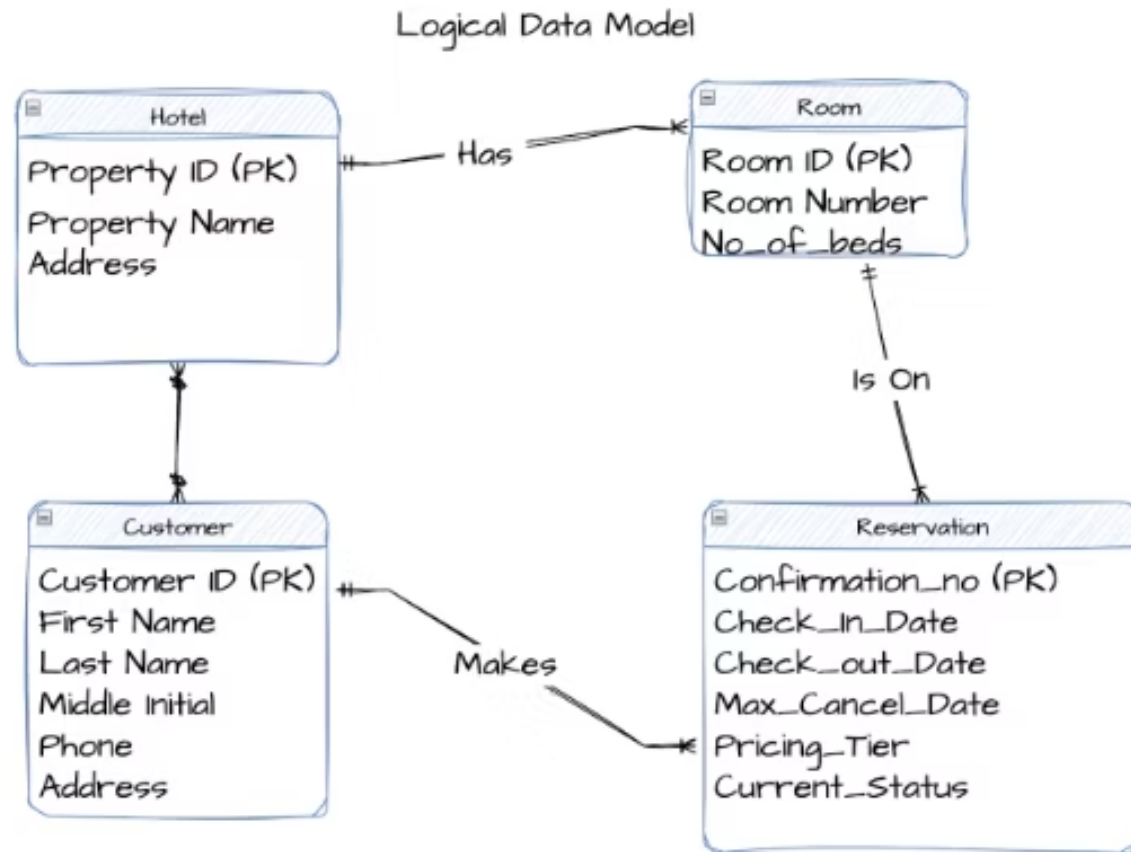 Logical Data Model
Hotel
Property ID (PK)
Property Name
Address
Has
Room
Room ID (PK)
Room Number
No_of_beds
Is On
Customer
Customer ID (PK)
First Name
Last Name
Middle Initial
Phone
Address
Makes
Reservation
Confirmation_no (PK)
Check_In_Date
Check_out_Date
Max_Cancel_Date
Pricing_Tier
Current_Status